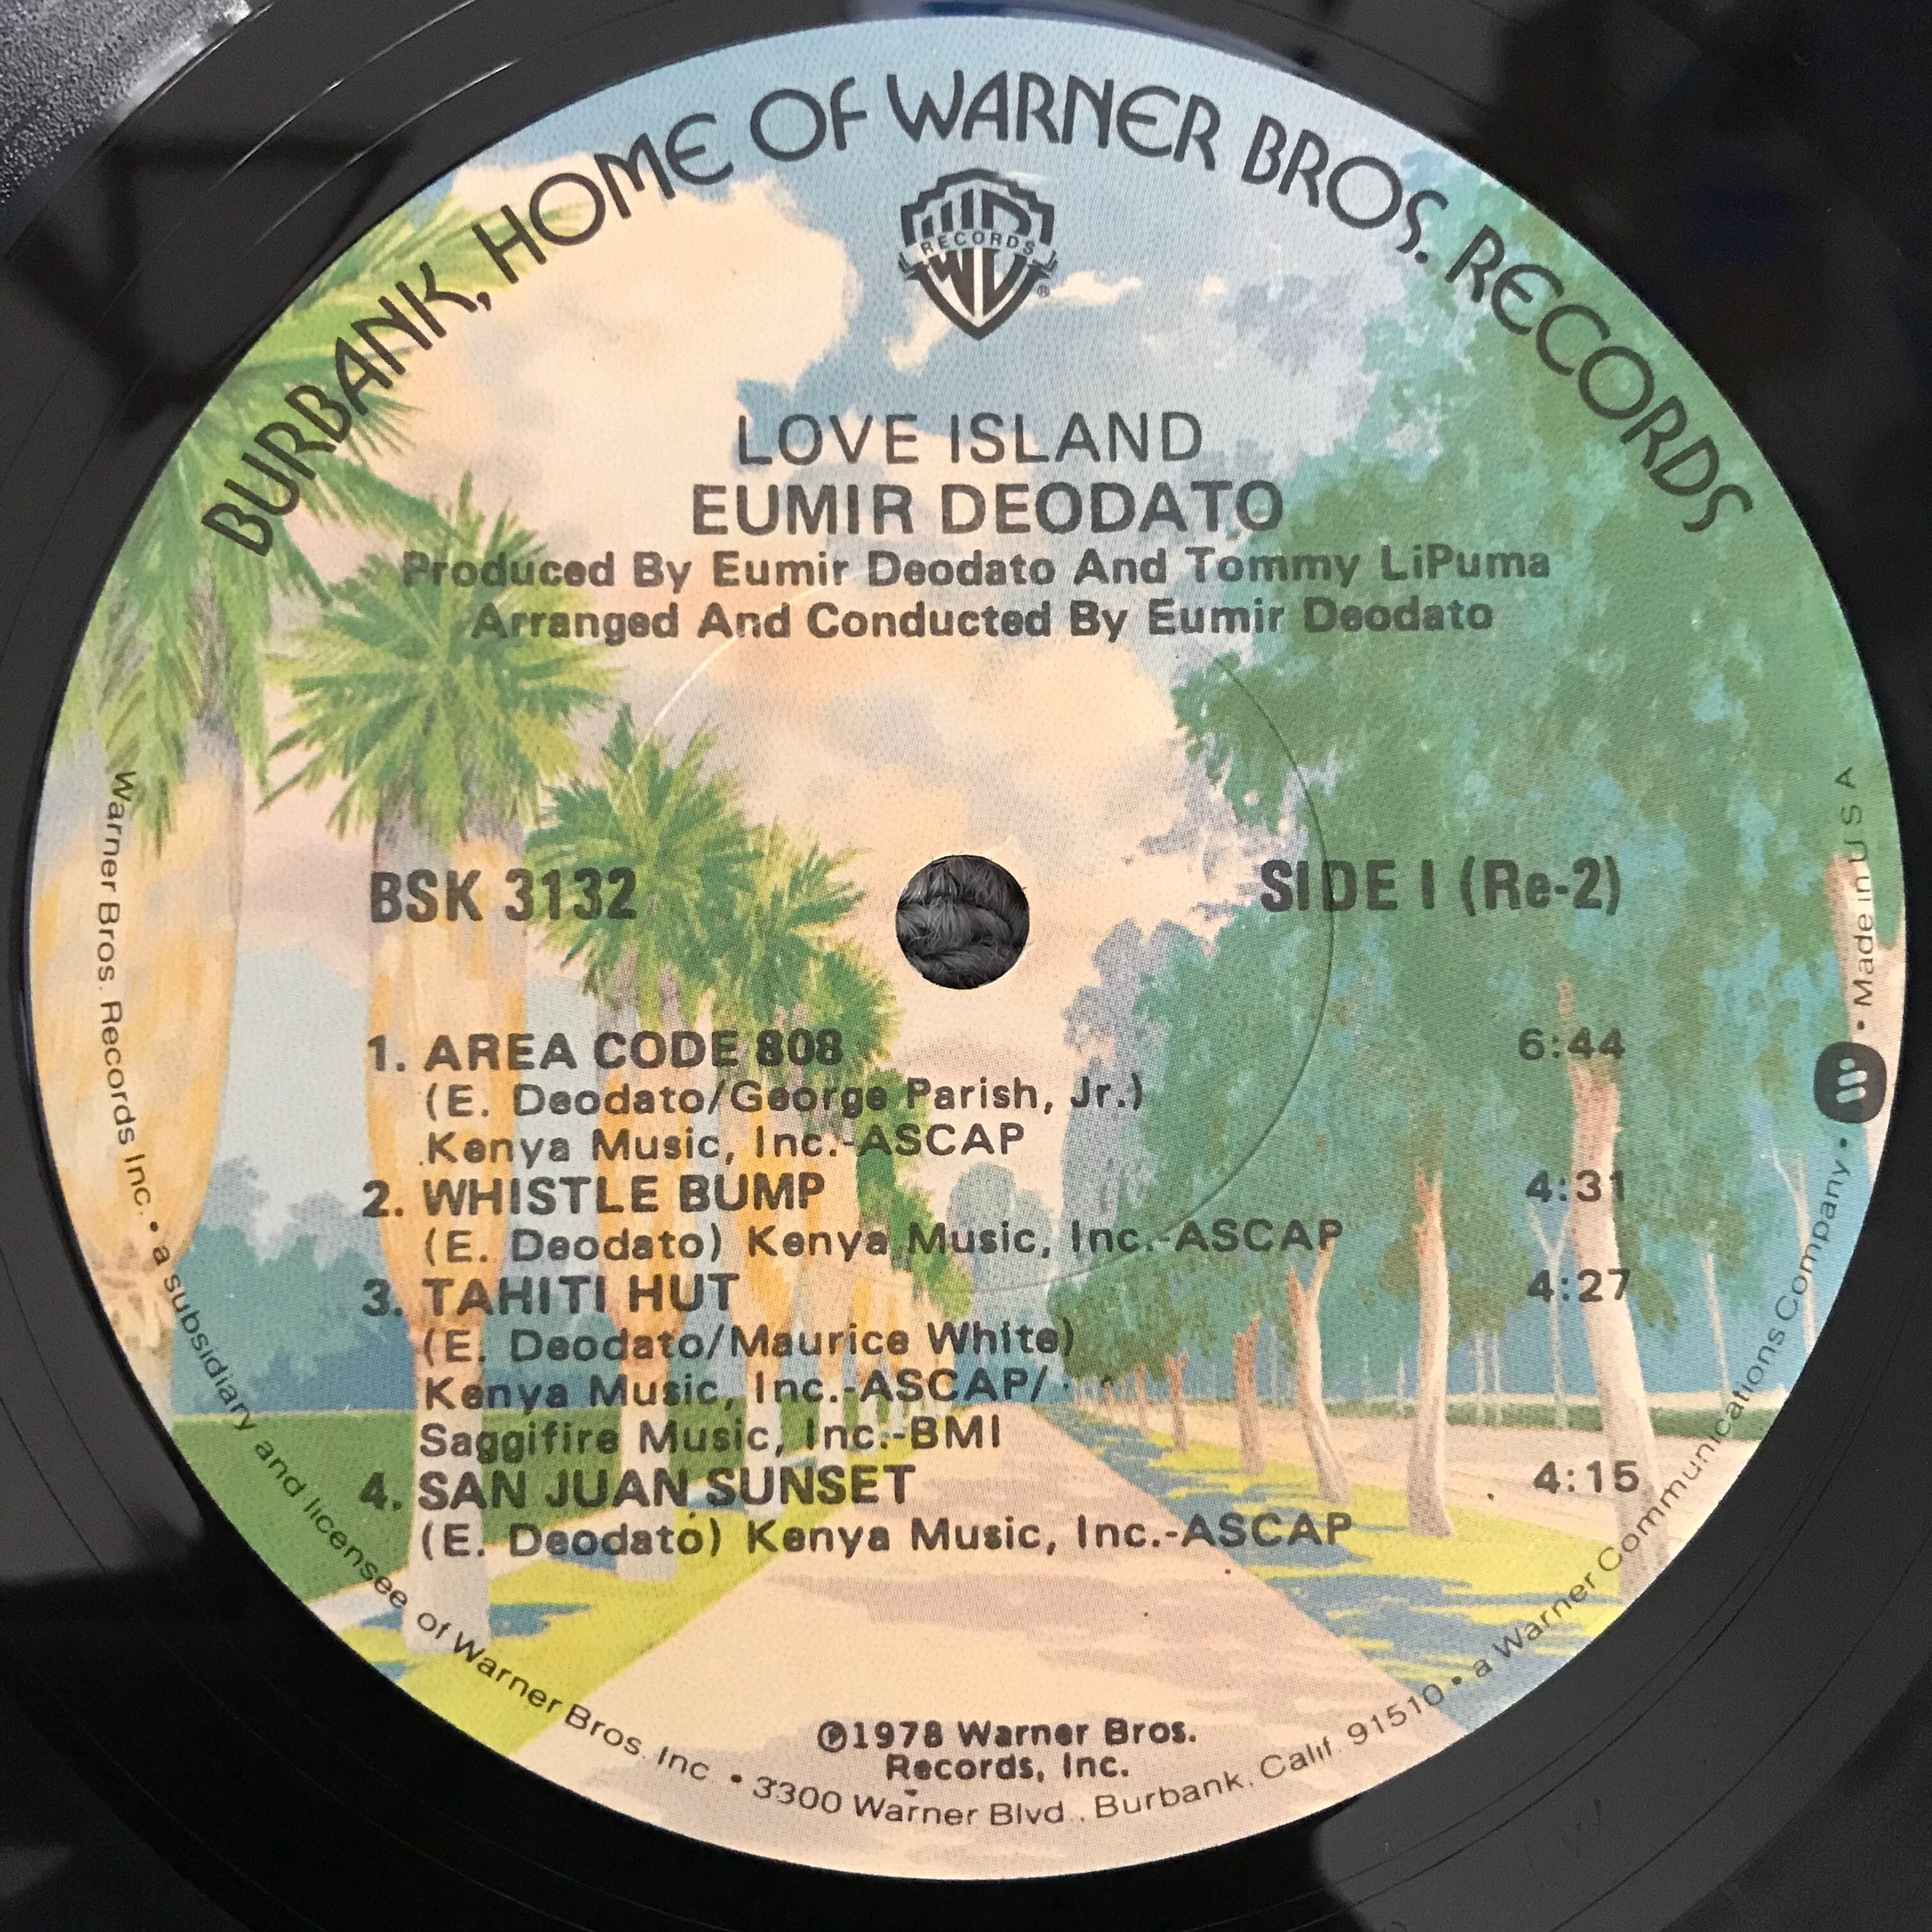 BURBANK, HOME OF WARNER BROS. RECORDS
RECORDS
®
LOVE ISLAND
EUMIR DEODATO
Produced By Eumir Deodato And Tommy LiPuma
Arranged And Conducted By Eumir Deodato
BSK 3132
SIDE I (Re-2)
1. AREA CODE 808 6:44
(E. Deodato/George Parish, Jr.)
Kenya Music, Inc.-ASCAP
2. WHISTLE BUMP 4:31
(E. Deodato) Kenya Music, Inc.-ASCAP
3. TAHITI HUT 4:27
(E. Deodato/Maurice White)
Kenya Music, Inc.-ASCAP/
Saggifire Music, Inc.-BMI
4. SAN JUAN SUNSET 4:15
(E. Deodato) Kenya Music, Inc.-ASCAP
℗1978 Warner Bros.
Records, Inc.
Warner Bros. Records Inc. • a subsidiary and licensee of Warner Bros. Inc • 3300 Warner Blvd., Burbank, Calif. 91510 • a Warner Communications Company • • Made in U S A